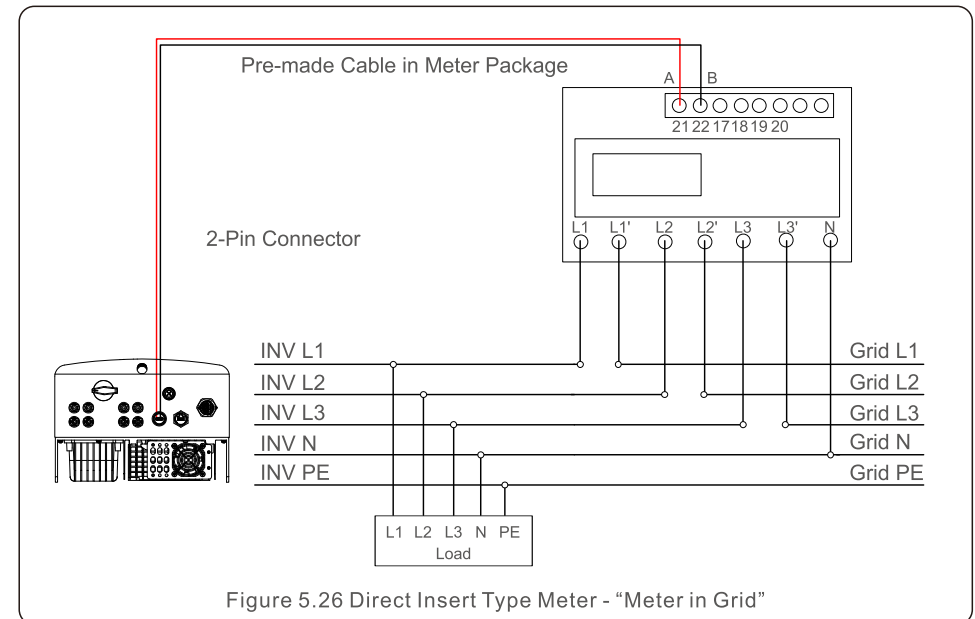 Pre-made Cable in Meter Package
A B
21 22 17 18 19 20
L1 L1' L2 L2' L3 L3' N
2-Pin Connector
INV L1 Grid L1
INV L2 Grid L2
INV L3 Grid L3
INV N Grid N
INV PE Grid PE
L1 L2 L3 N PE
Load
Figure 5.26 Direct Insert Type Meter - “Meter in Grid”